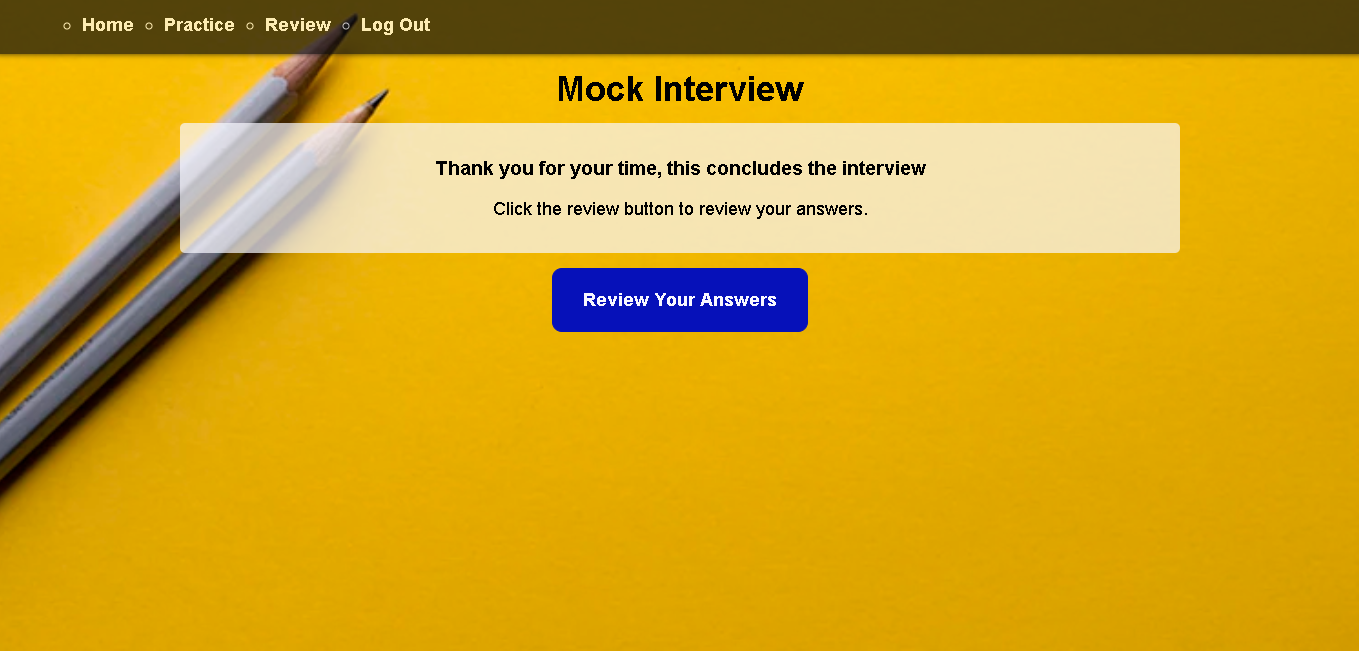 Home Practice Review Log Out
Mock Interview
Thank you for your time, this concludes the interview
Click the review button to review your answers.
Review Your Answers